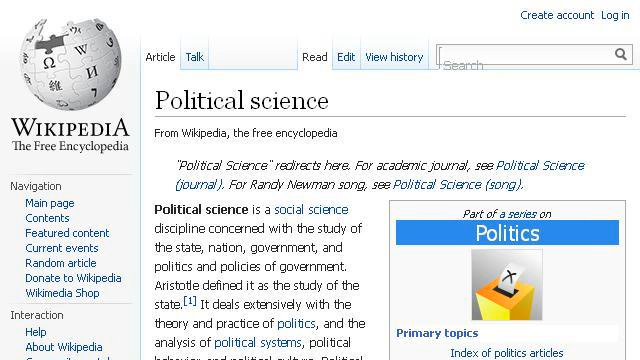 Create account Log in
Article Talk Read Edit View history Search
WIKIPEDIA
The Free Encyclopedia
Political science
From Wikipedia, the free encyclopedia
"Political Science" redirects here. For academic journal, see Political Science
(journal). For Randy Newman song, see Political Science (song).
Navigation
Main page
Contents
Featured content
Current events
Random article
Donate to Wikipedia
Wikimedia Shop
Interaction
Help
About Wikipedia
Political science is a social science
discipline concerned with the study of
the state, nation, government, and
politics and policies of government.
Aristotle defined it as the study of the
state.[1] It deals extensively with the
theory and practice of politics, and the
analysis of political systems, political
Part of a series on
Politics
Primary topics
Index of politics articles